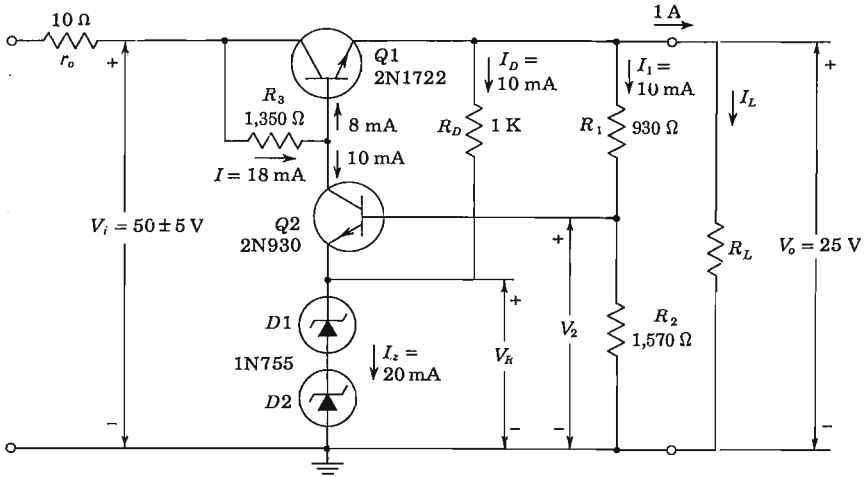 10 Ω
r_o
+
Q1
2N1722
1 A
+
I_D =
10 mA
I_1 =
10 mA
I_L
R_3
1,350 Ω
8 mA
R_D
1 K
R_1
930 Ω
10 mA
I = 18 mA
V_i = 50 ± 5 V
Q2
2N930
+
R_L
V_o = 25 V
+
D1
1N755
I_z =
20 mA
V_R
V_2
R_2
1,570 Ω
D2
−
−
−
−